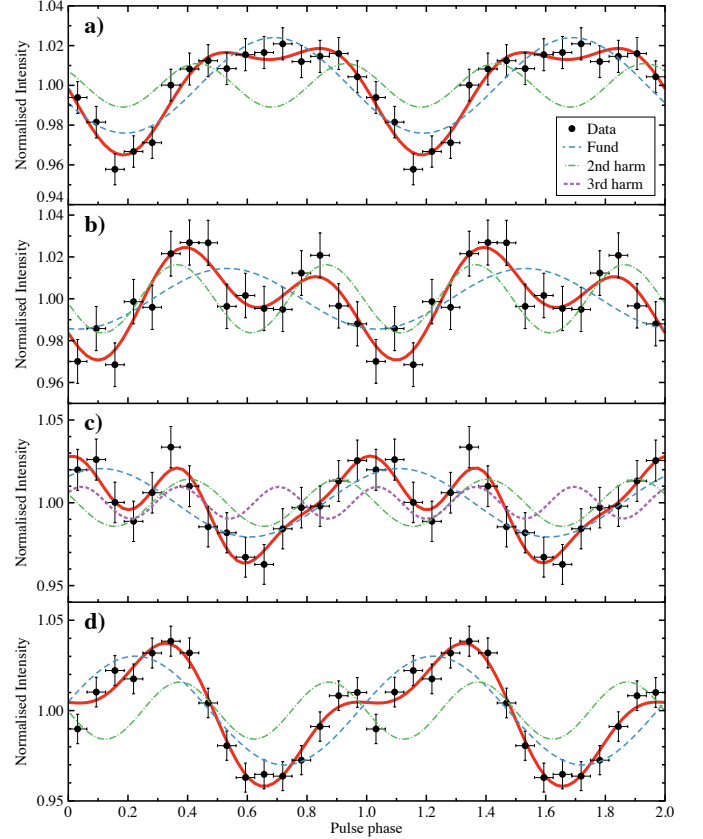 a)
1.04
1.02
1.00
0.98
0.96
0.94
Normalised Intensity
Data
Fund
2nd harm
3rd harm
b)
1.04
1.02
1.00
0.98
0.96
Normalised Intensity
c)
1.05
1.00
0.95
Normalised Intensity
d)
1.05
1.00
0.95
Normalised Intensity
0 0.2 0.4 0.6 0.8 1.0 1.2 1.4 1.6 1.8 2.0
Pulse phase